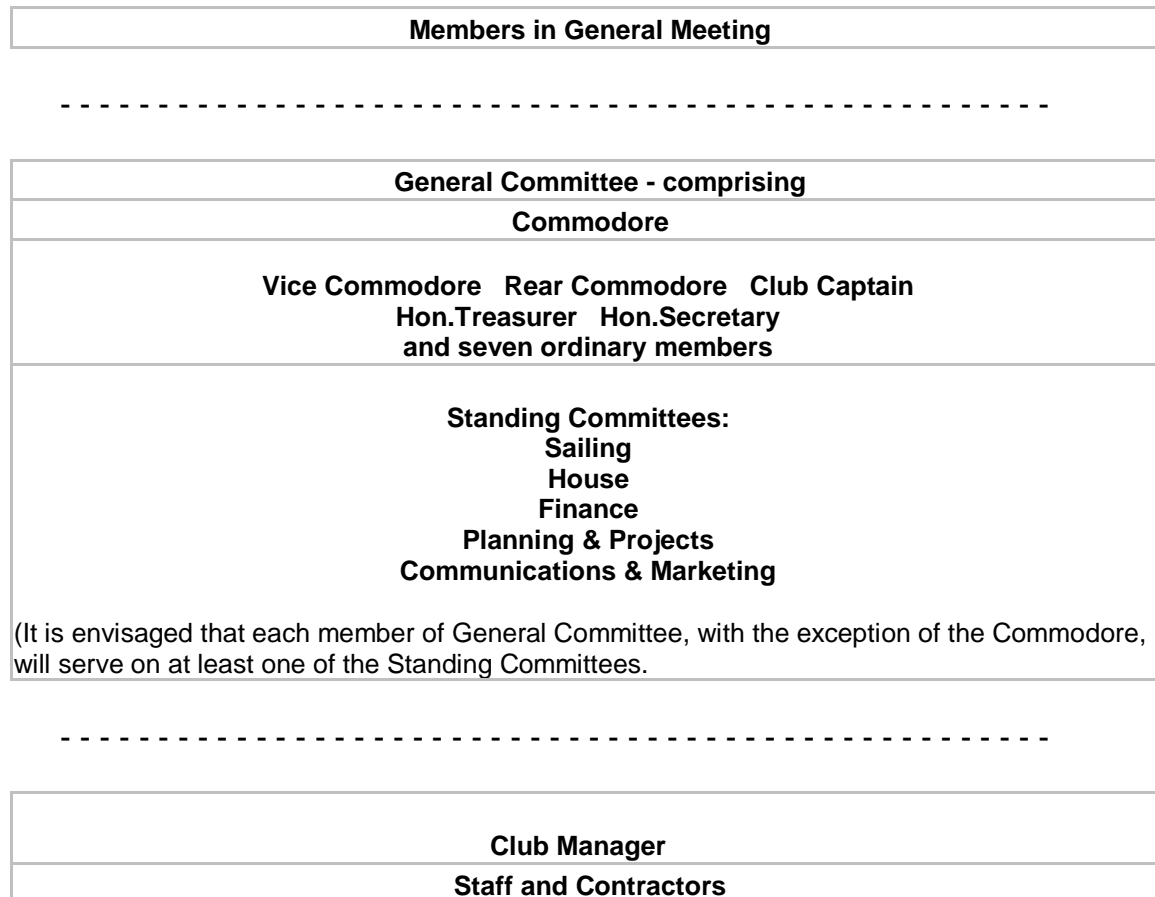 Members in General Meeting
- - - - - - - - - - - - - - - - - - - - - - - - - - - - - - - - - - - - - - - - - - - - - - - - - - - -
General Committee - comprising
Commodore
Vice Commodore Rear Commodore Club Captain
Hon.Treasurer Hon.Secretary
and seven ordinary members
Standing Committees:
Sailing
House
Finance
Planning & Projects
Communications & Marketing
(It is envisaged that each member of General Committee, with the exception of the Commodore,
will serve on at least one of the Standing Committees.
- - - - - - - - - - - - - - - - - - - - - - - - - - - - - - - - - - - - - - - - - - - - - - - - - - - -
Club Manager
Staff and Contractors